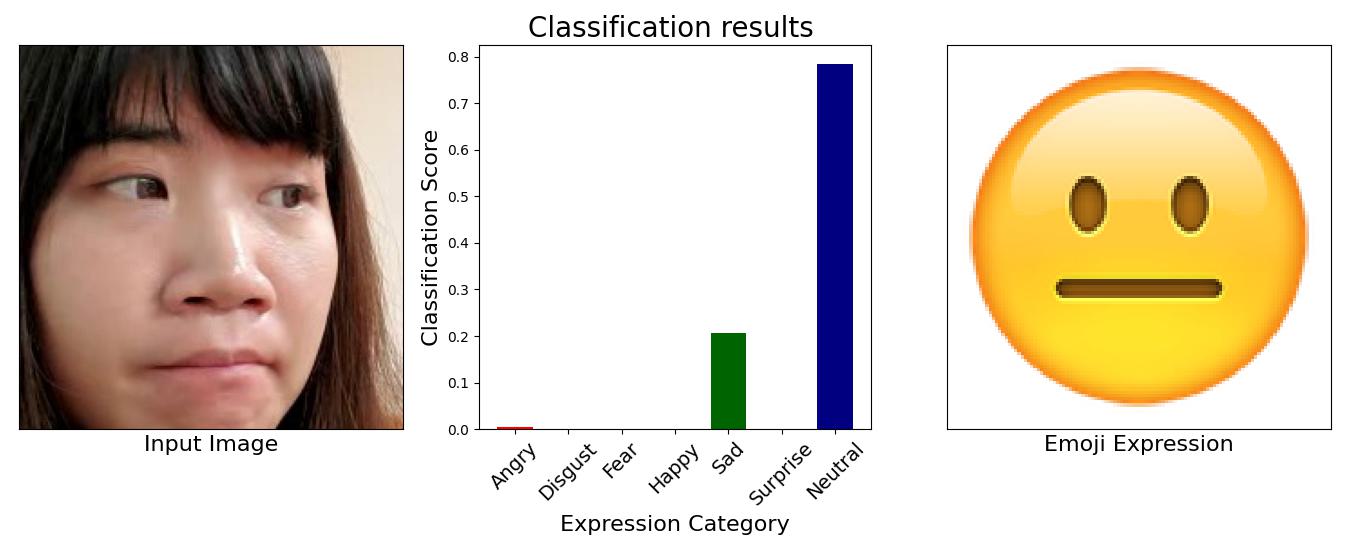 Classification results
Classification Score
0.8
0.7
0.6
0.5
0.4
0.3
0.2
0.1
0.0
Angry
Disgust
Fear
Happy
Sad
Surprise
Neutral
Expression Category
Input Image
Emoji Expression